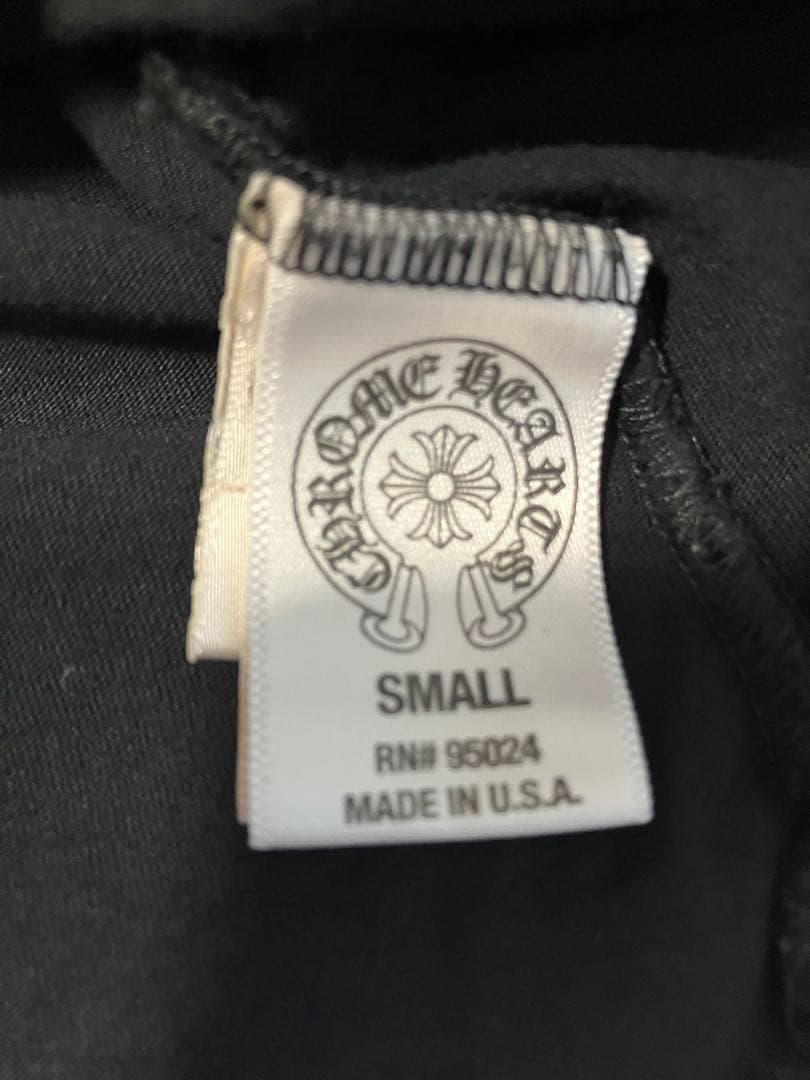 CHROME HEARTS
SMALL
RN# 95024
MADE IN U.S.A.